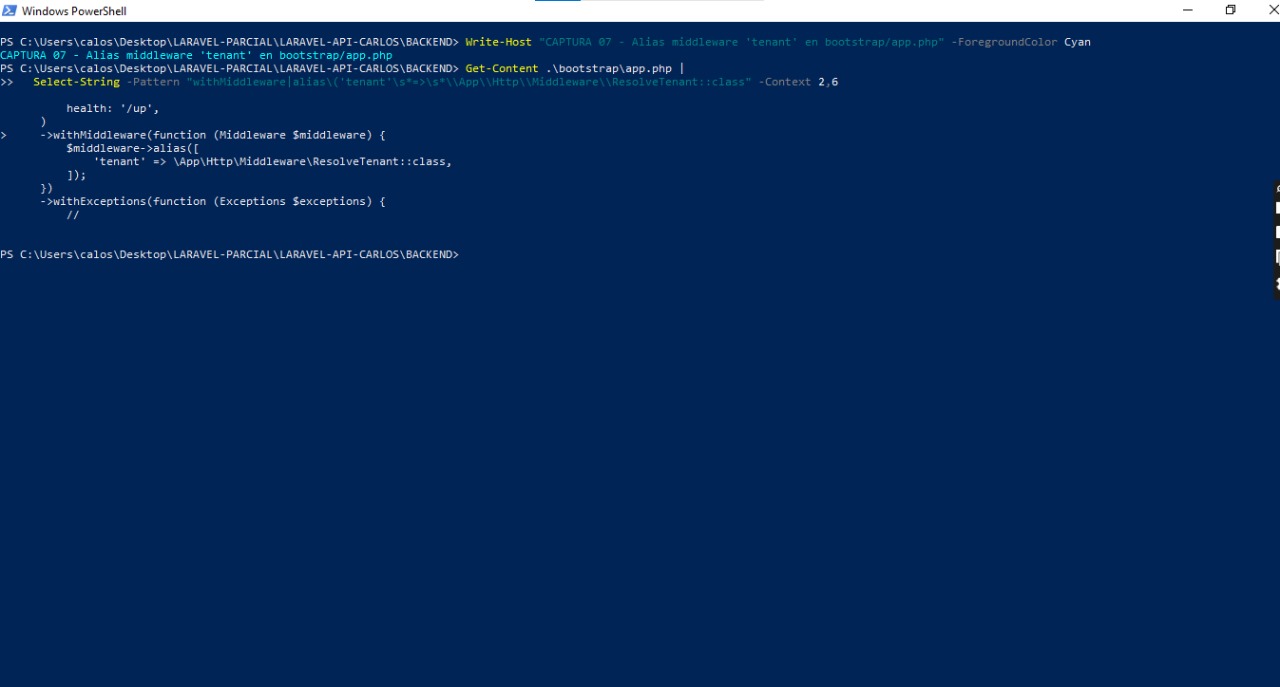 Windows PowerShell
PS C:\Users\calos\Desktop\LARAVEL-PARCIAL\LARAVEL-API-CARLOS\BACKEND> Write-Host "CAPTURA 07 - Alias middleware 'tenant' en bootstrap/app.php" -ForegroundColor Cyan
CAPTURA 07 - Alias middleware 'tenant' en bootstrap/app.php
PS C:\Users\calos\Desktop\LARAVEL-PARCIAL\LARAVEL-API-CARLOS\BACKEND> Get-Content .\bootstrap\app.php |
>>   Select-String -Pattern "withMiddleware|alias\('tenant'\s*=>\s*\\App\\Http\\Middleware\\ResolveTenant::class" -Context 2,6
          health: '/up',
      )
>     ->withMiddleware(function (Middleware $middleware) {
          $middleware->alias([
              'tenant' => \App\Http\Middleware\ResolveTenant::class,
          ]);
      })
      ->withExceptions(function (Exceptions $exceptions) {
          //
PS C:\Users\calos\Desktop\LARAVEL-PARCIAL\LARAVEL-API-CARLOS\BACKEND>